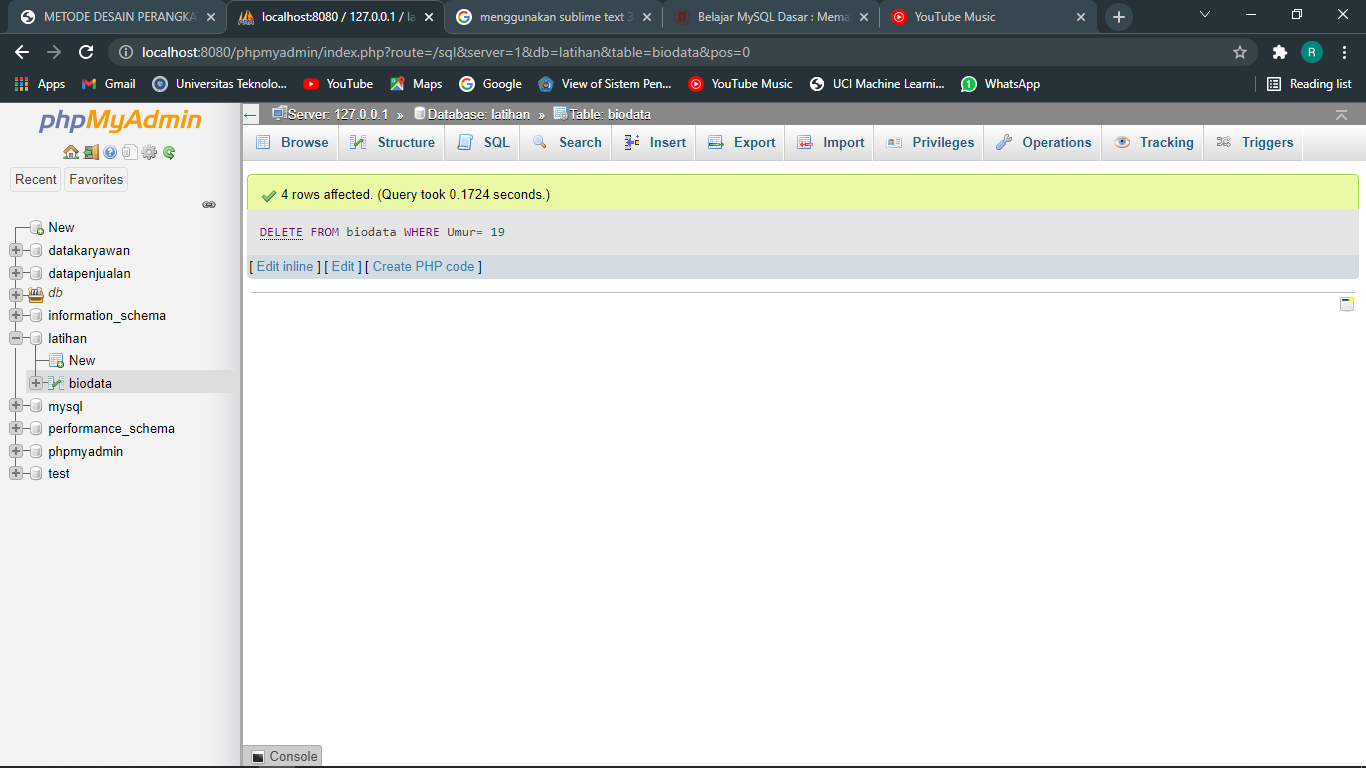 METODE DESAIN PERANGKA
localhost:8080 / 127.0.0.1 / la
menggunakan sublime text 3
Belajar MySQL Dasar : Mema
YouTube Music
localhost:8080/phpmyadmin/index.php?route=/sql&server=1&db=latihan&table=biodata&pos=0
R
Apps
Gmail
Universitas Teknolo...
YouTube
Maps
Google
View of Sistem Pen...
YouTube Music
UCI Machine Learni...
WhatsApp
Reading list
phpMyAdmin
Recent
Favorites
New
datakaryawan
datapenjualan
db
information_schema
latihan
New
biodata
mysql
performance_schema
phpmyadmin
test
Server: 127.0.0.1 » Database: latihan » Table: biodata
Browse
Structure
SQL
Search
Insert
Export
Import
Privileges
Operations
Tracking
Triggers
4 rows affected. (Query took 0.1724 seconds.)
DELETE FROM biodata WHERE Umur= 19
[ Edit inline ] [ Edit ] [ Create PHP code ]
Console